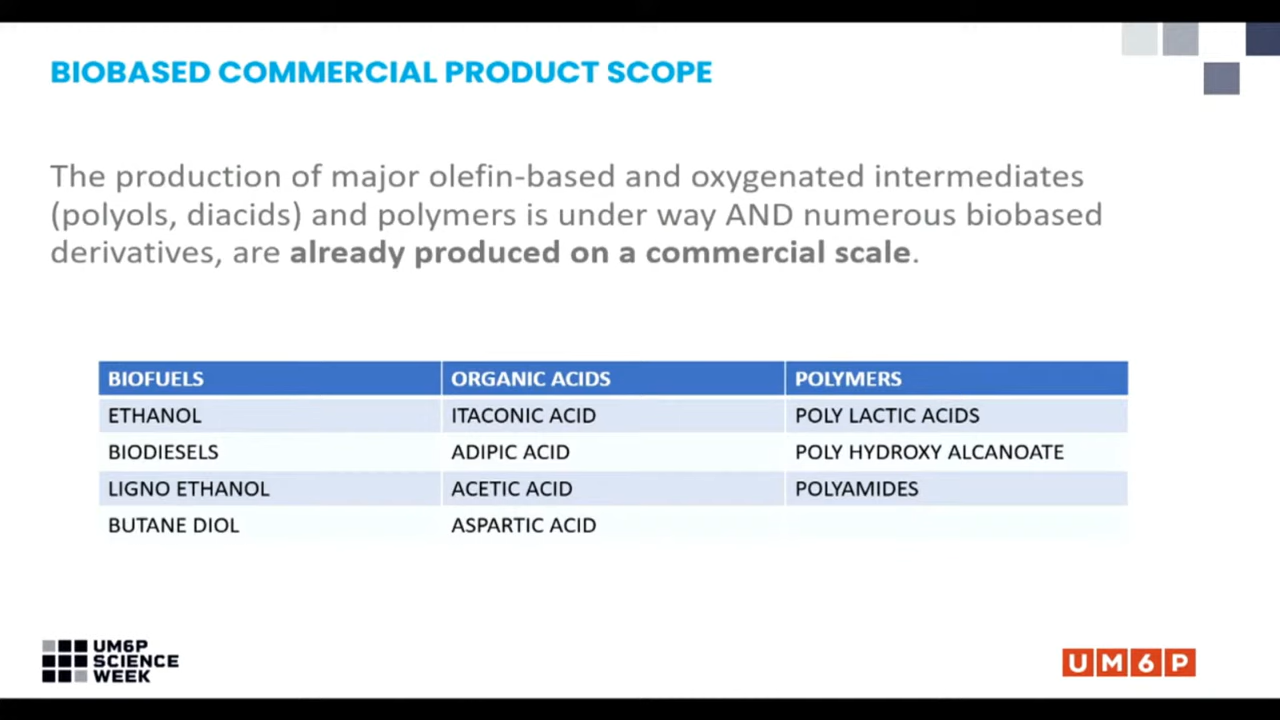 BIOBASED COMMERCIAL PRODUCT SCOPE
The production of major olefin-based and oxygenated intermediates
(polyols, diacids) and polymers is under way AND numerous biobased
derivatives, are already produced on a commercial scale.
BIOFUELS ORGANIC ACIDS POLYMERS
ETHANOL ITACONIC ACID POLY LACTIC ACIDS
BIODIESELS ADIPIC ACID POLY HYDROXY ALCANOATE
LIGNO ETHANOL ACETIC ACID POLYAMIDES
BUTANE DIOL ASPARTIC ACID
UM6P
SCIENCE
WEEK
UM6P